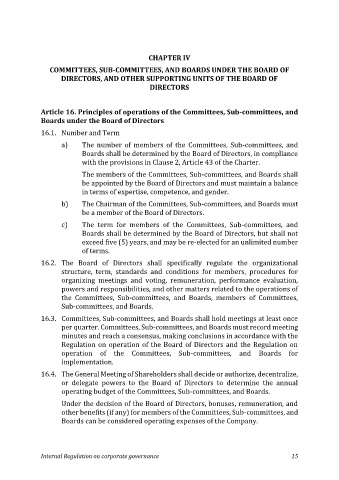 CHAPTER IV
COMMITTEES, SUB-COMMITTEES, AND BOARDS UNDER THE BOARD OF
DIRECTORS, AND OTHER SUPPORTING UNITS OF THE BOARD OF
DIRECTORS
Article 16. Principles of operations of the Committees, Sub-committees, and
Boards under the Board of Directors
16.1. Number and Term
a) The number of members of the Committees, Sub-committees, and
Boards shall be determined by the Board of Directors, in compliance
with the provisions in Clause 2, Article 43 of the Charter.
The members of the Committees, Sub-committees, and Boards shall
be appointed by the Board of Directors and must maintain a balance
in terms of expertise, competence, and gender.
b) The Chairman of the Committees, Sub-committees, and Boards must
be a member of the Board of Directors.
c) The term for members of the Committees, Sub-committees, and
Boards shall be determined by the Board of Directors, but shall not
exceed five (5) years, and may be re-elected for an unlimited number
of terms.
16.2. The Board of Directors shall specifically regulate the organizational
structure, term, standards and conditions for members, procedures for
organizing meetings and voting, remuneration, performance evaluation,
powers and responsibilities, and other matters related to the operations of
the Committees, Sub-committees, and Boards, members of Committees,
Sub-committees, and Boards.
16.3. Committees, Sub-committees, and Boards shall hold meetings at least once
per quarter. Committees, Sub-committees, and Boards must record meeting
minutes and reach a consensus, making conclusions in accordance with the
Regulation on operation of the Board of Directors and the Regulation on
operation of the Committees, Sub-committees, and Boards for
implementation.
16.4. The General Meeting of Shareholders shall decide or authorize, decentralize,
or delegate powers to the Board of Directors to determine the annual
operating budget of the Committees, Sub-committees, and Boards.
Under the decision of the Board of Directors, bonuses, remuneration, and
other benefits (if any) for members of the Committees, Sub-committees, and
Boards can be considered operating expenses of the Company.
Internal Regulation on corporate governance 15